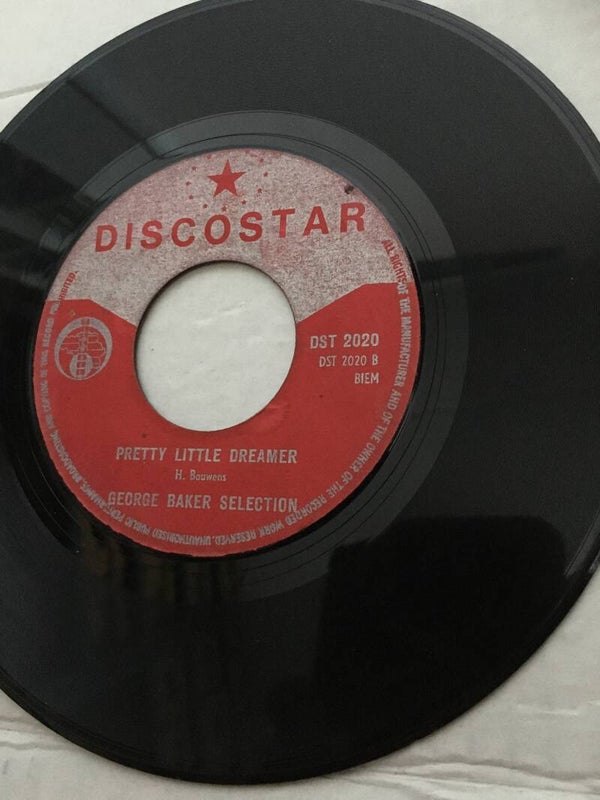 DISCOSTAR
DST 2020
DST 2020 B
BIEM
PRETTY LITTLE DREAMER
H. Bouwens
GEORGE BAKER SELECTION
ALL RIGHTS OF THE MANUFACTURER AND OF THE OWNER OF THE RECORDED WORK RESERVED. UNAUTHORISED PUBLIC PERFORMANCE, BROADCASTING AND COPYING OF THIS RECORD PROHIBITED.